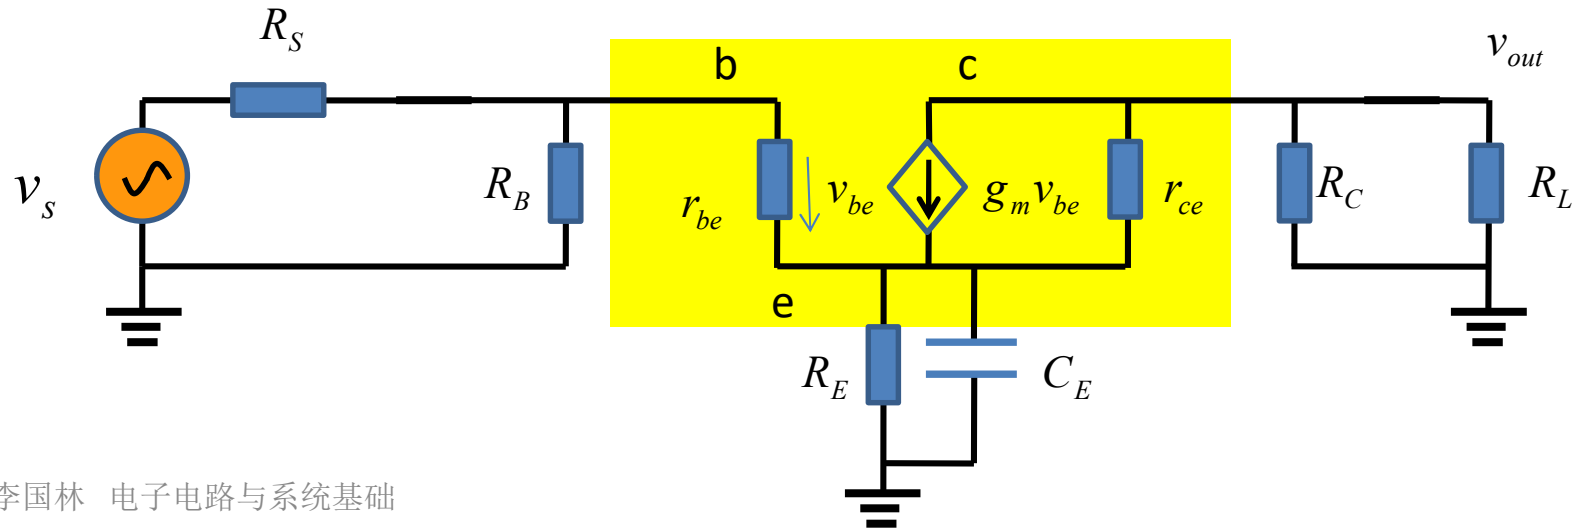 R_S
b
c
v_out
v_s
R_B
r_be
v_be
g_m v_be
r_ce
R_C
R_L
e
R_E
C_E
李国林 电子电路与系统基础